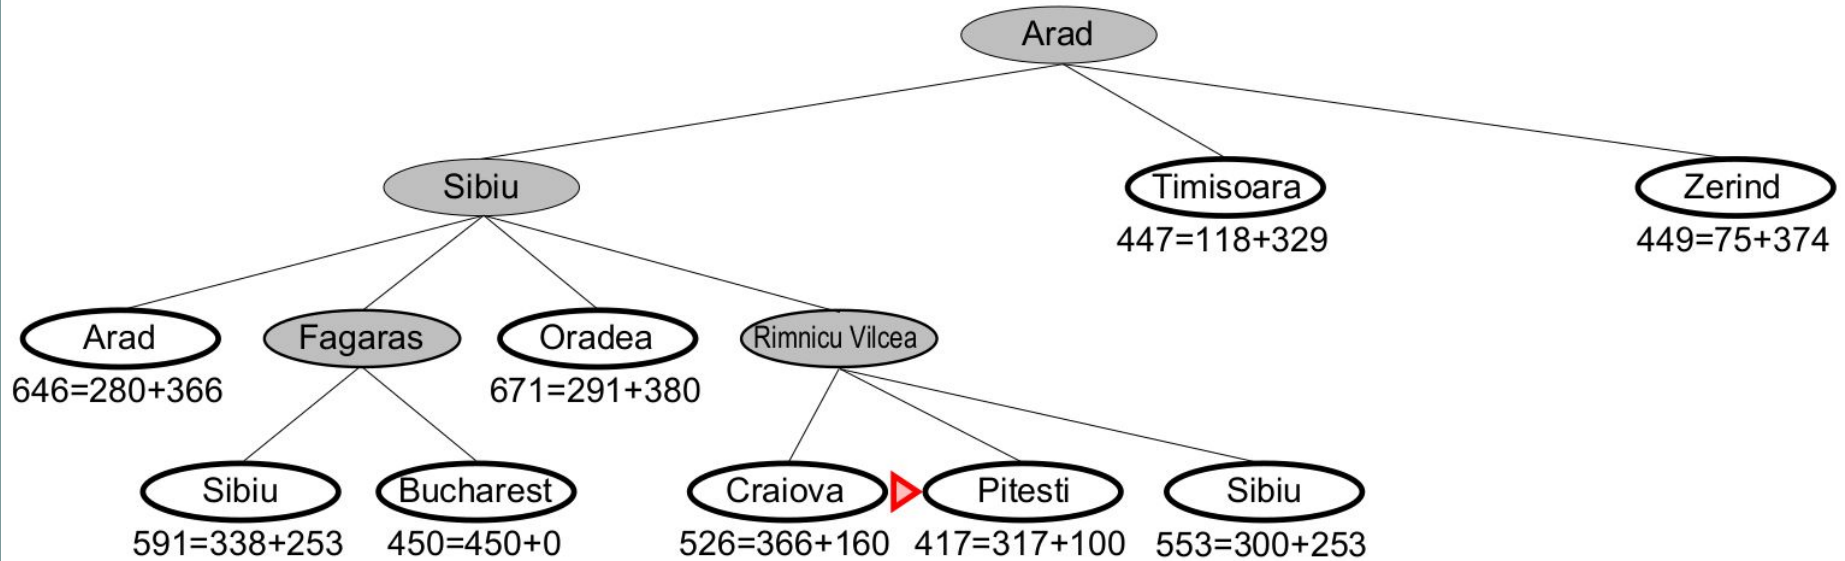 Arad
Sibiu
Timisoara
Zerind
447=118+329
449=75+374
Arad
Fagaras
Oradea
Rimnicu Vilcea
646=280+366
671=291+380
Sibiu
Bucharest
Craiova
Pitesti
Sibiu
591=338+253
450=450+0
526=366+160
417=317+100
553=300+253